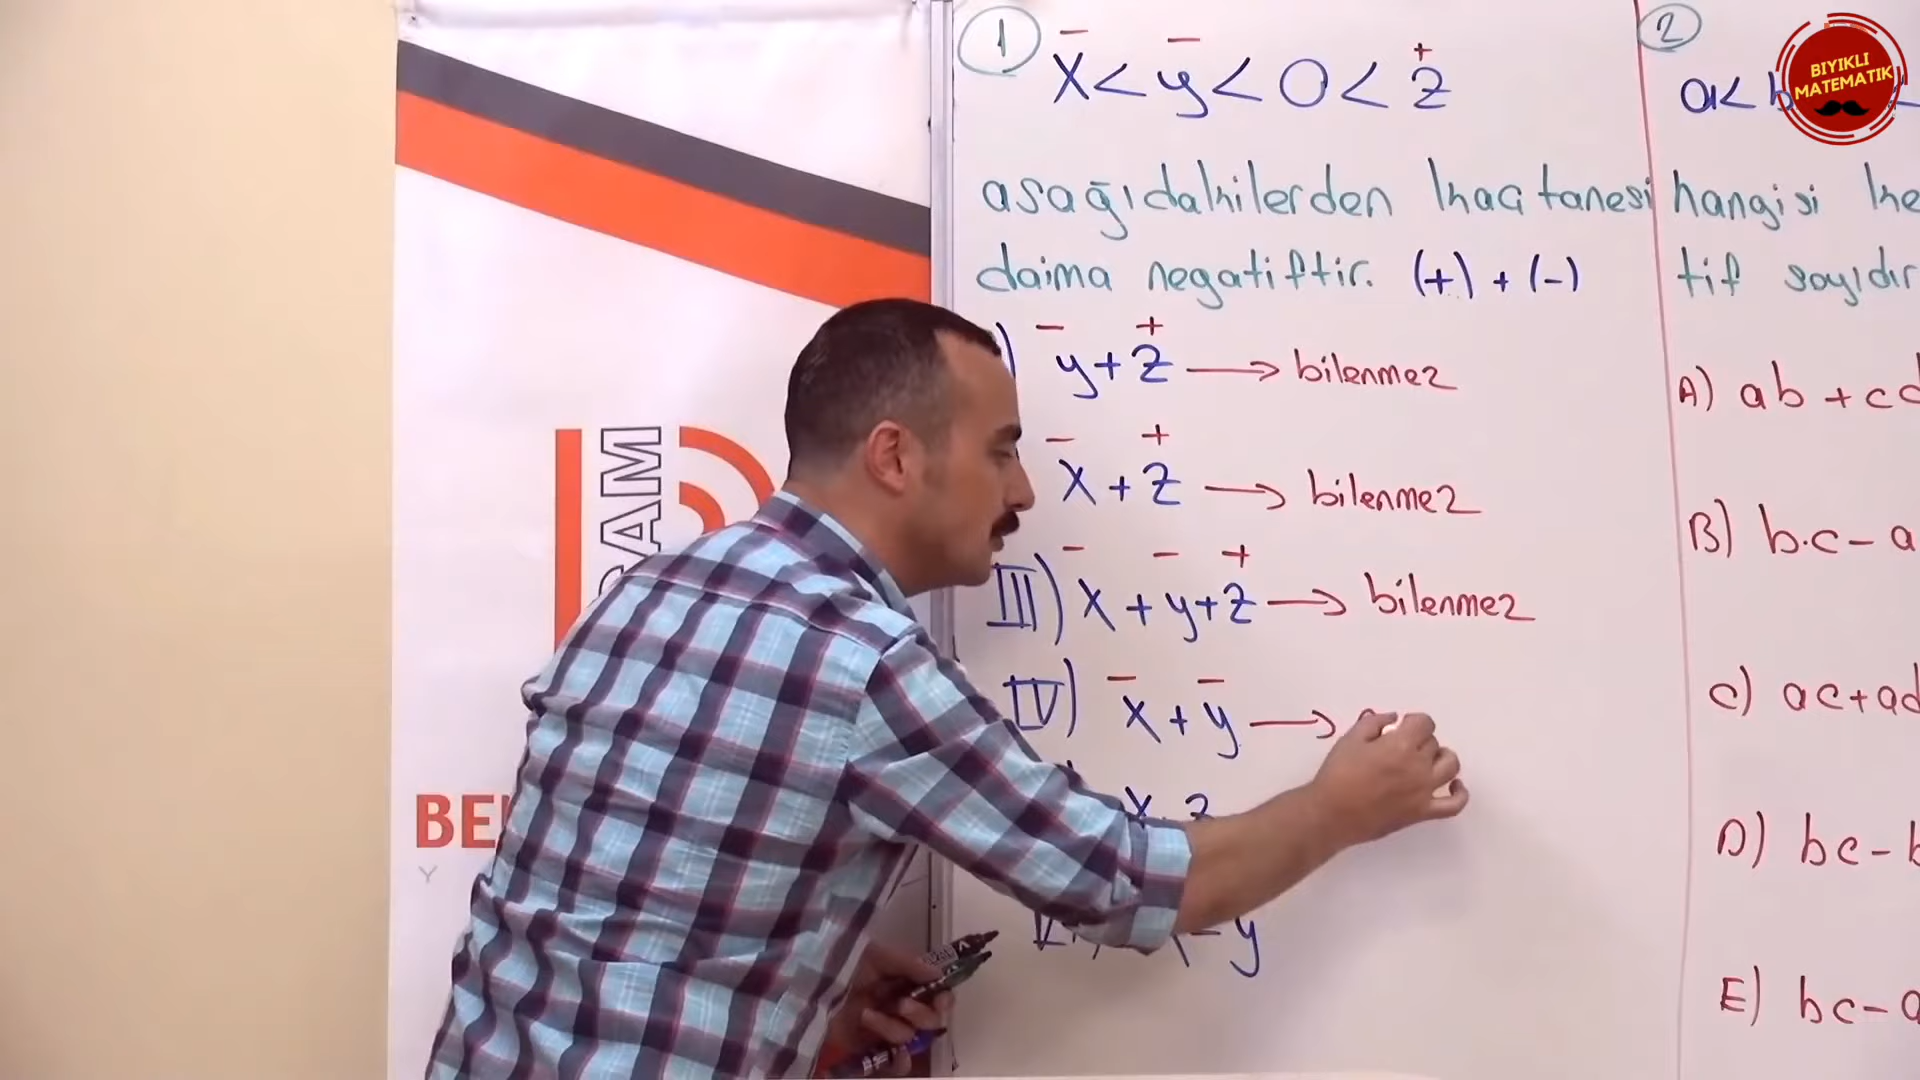 1
x < y < 0 < z
aşağıdakilerden kaç tanesi
daima negatiftir. (+) + (-)
y+z → bilenmez
x + z → bilenmez
III) x + y+z → bilenmez
IV) x + y →
x z
x - y
2
a< b
BIYIKLI
MATEMATİK
hangisi
tif sayıdır
A) ab + cd
B) b.c - a
C) ac+ad
D) bc - b
E) bc - a
SAM
BE
Y